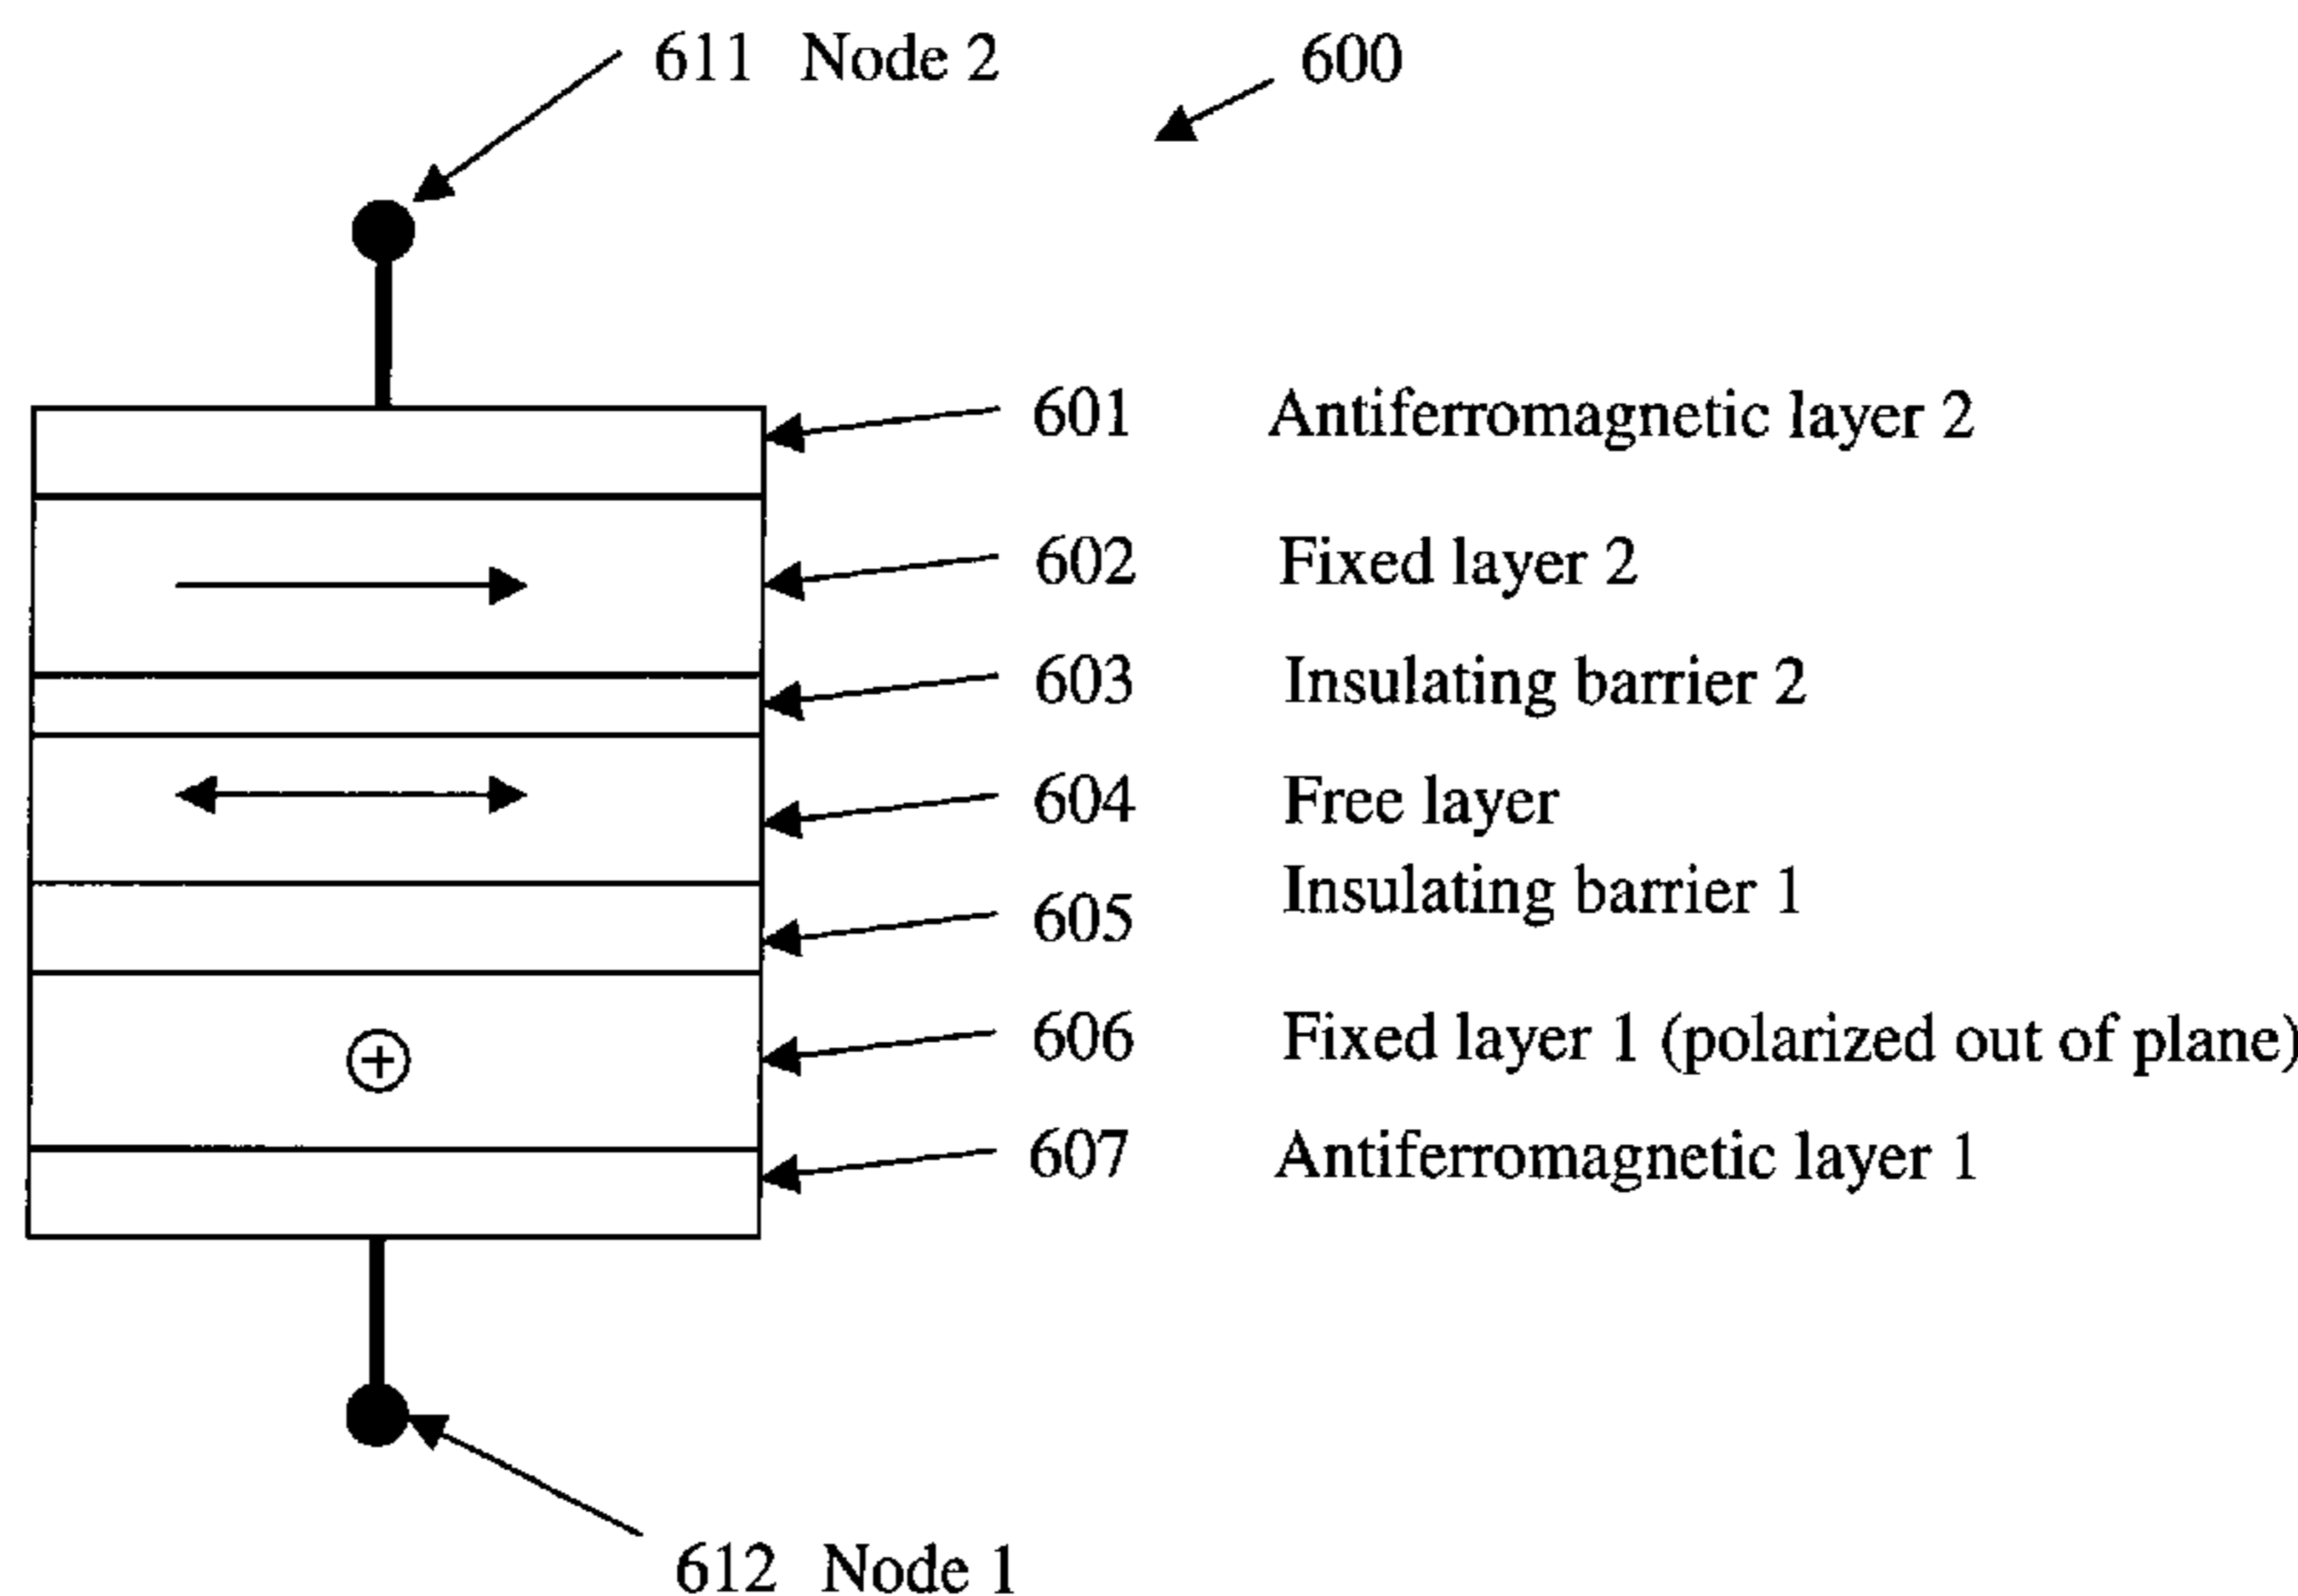 611 Node 2
600
601 Antiferromagnetic layer 2
602 Fixed layer 2
603 Insulating barrier 2
604 Free layer
605 Insulating barrier 1
606 Fixed layer 1 (polarized out of plane)
607 Antiferromagnetic layer 1
612 Node 1